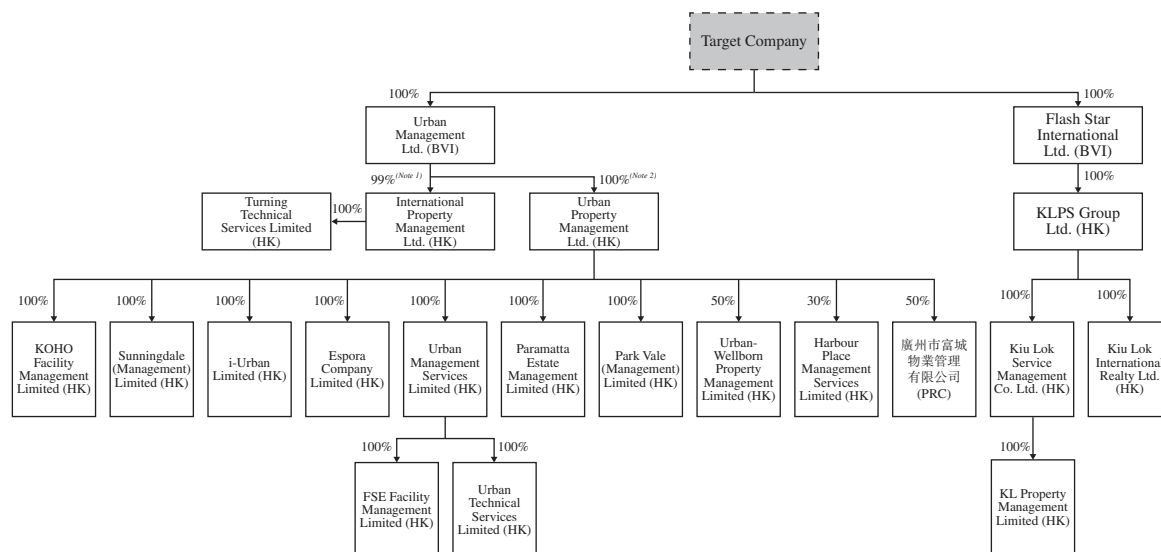 Target Company
100%
100%
Urban
Management
Ltd. (BVI)
Flash Star
International
Ltd. (BVI)
99%(Note 1)
100%(Note 2)
100%
Turning
Technical
Services Limited
(HK)
100%
International
Property
Management
Ltd. (HK)
Urban
Property
Management
Ltd. (HK)
KLPS Group
Ltd. (HK)
100%
100%
100%
100%
100%
100%
100%
50%
30%
50%
100%
100%
KOHO
Facility
Management
Limited (HK)
Sunningdale
(Management)
Limited (HK)
i-Urban
Limited (HK)
Espora
Company
Limited (HK)
Urban
Management
Services
Limited (HK)
Paramatta
Estate
Management
Limited (HK)
Park Vale
(Management)
Limited (HK)
Urban-
Wellborn
Property
Management
Limited (HK)
Harbour
Place
Management
Services
Limited (HK)
廣州市富城
物業管理
有限公司
(PRC)
Kiu Lok
Service
Management
Co. Ltd. (HK)
Kiu Lok
International
Realty Ltd.
(HK)
100%
100%
100%
FSE Facility
Management
Limited (HK)
Urban
Technical
Services
Limited (HK)
KL Property
Management
Limited (HK)